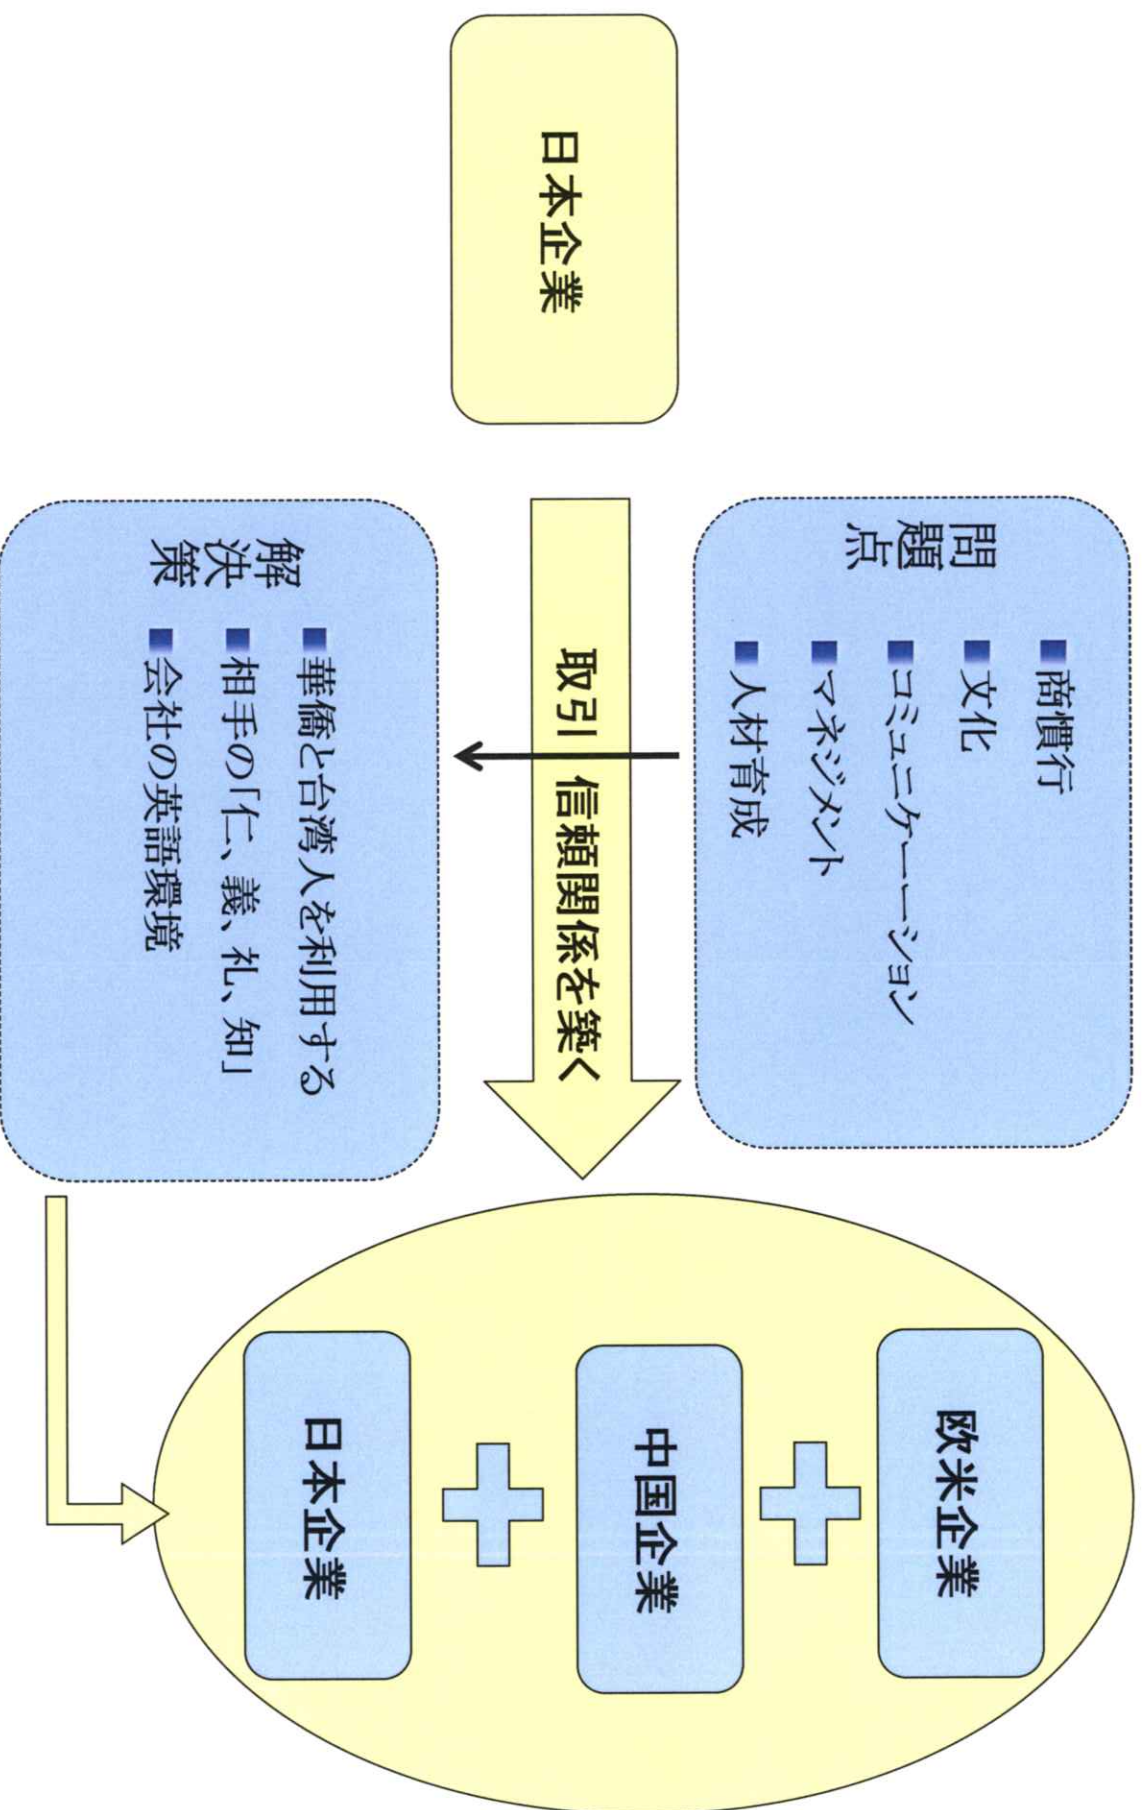 日本企業
問題点
■商慣行
■文化
■コミュニケーーション
■マネジメント
■人材育成
取引 信頼関係を築く
解決策
■華僑と台湾人を利用する
■相手の「仁、義、礼、知」
■会社の英語環境
欧米企業
中国企業
日本企業